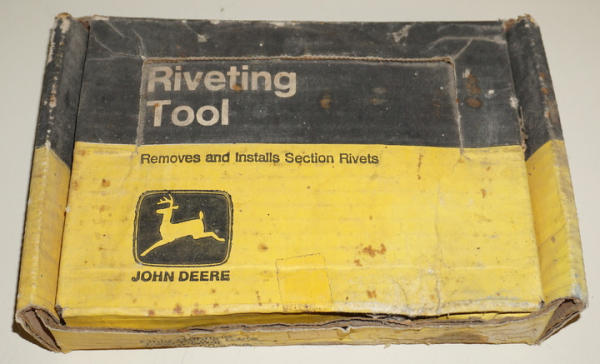 Riveting
Tool
Removes and Installs Section Rivets
JOHN DEERE